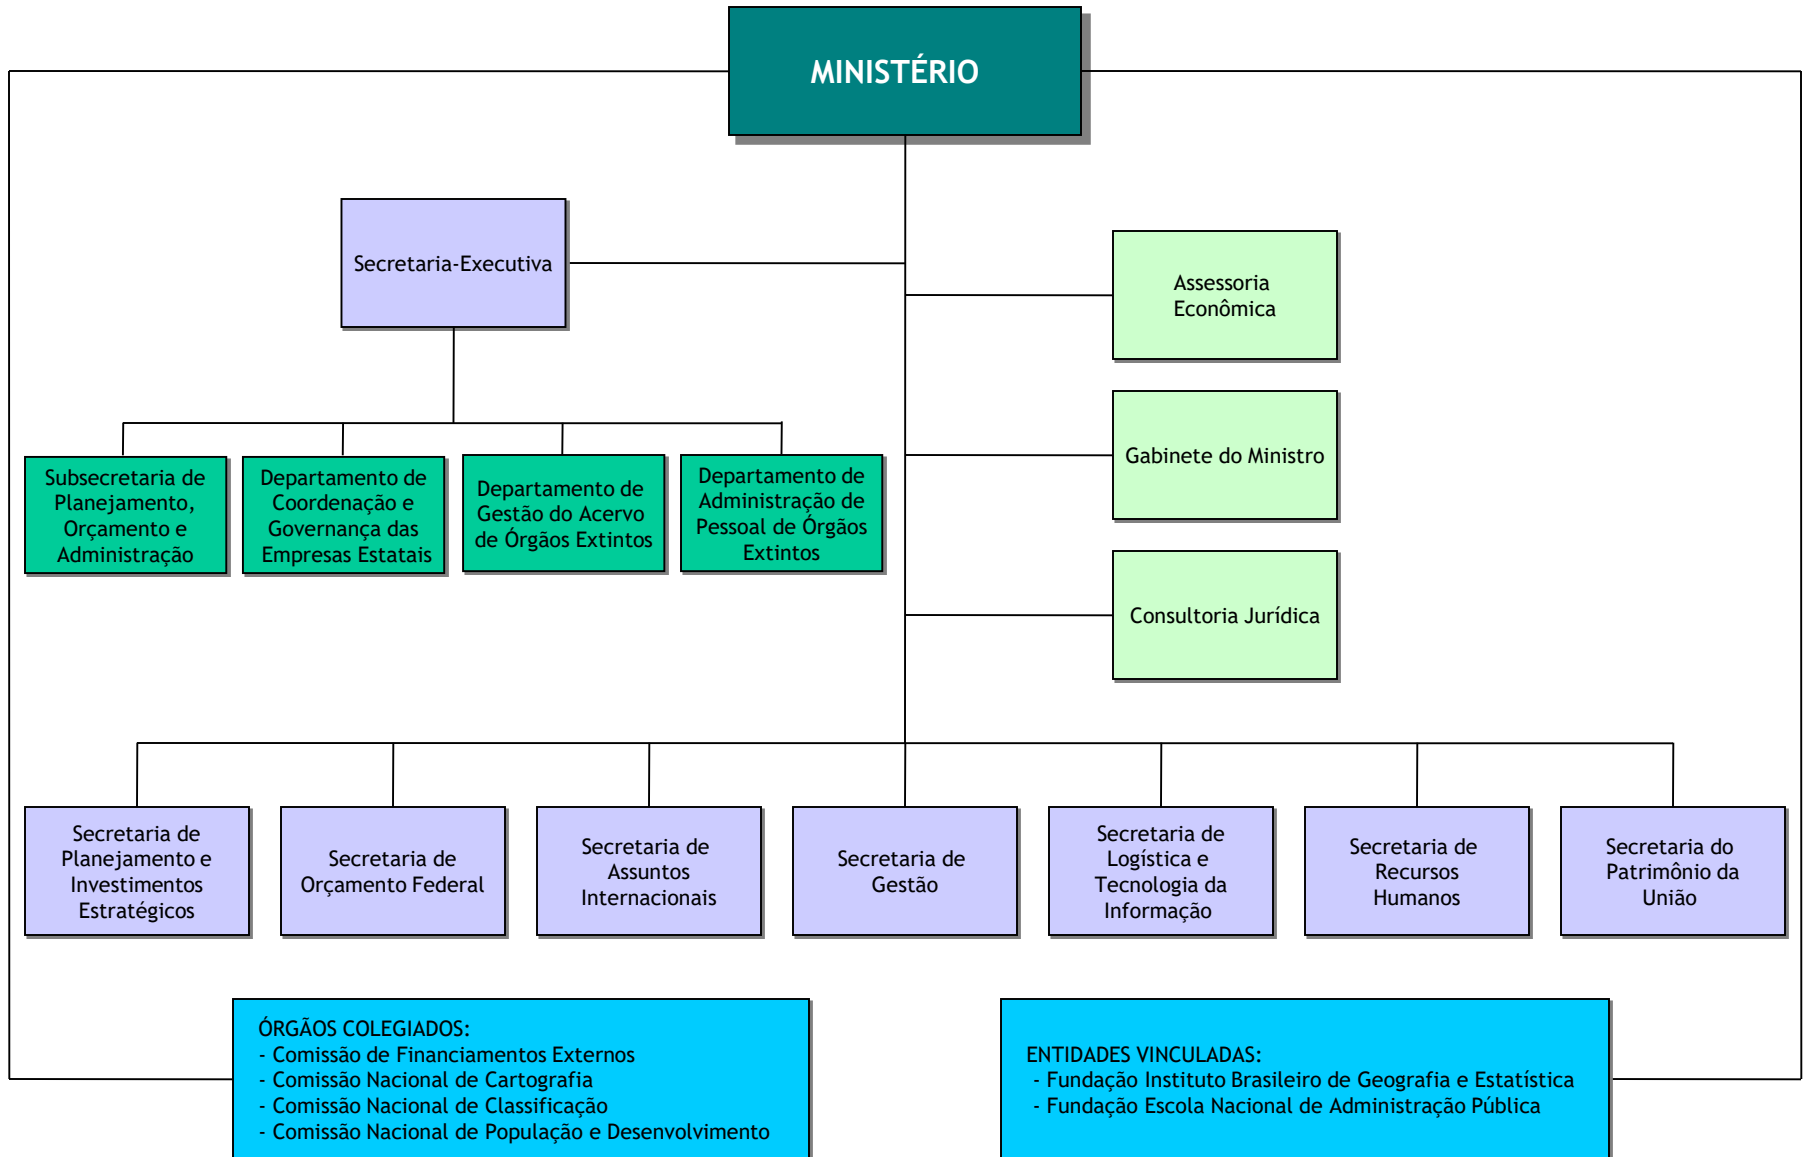 MINISTÉRIO
Secretaria-Executiva
Assessoria
Econômica
Gabinete do Ministro
Consultoria Jurídica
Subsecretaria de
Planejamento,
Orçamento e
Administração
Departamento de
Coordenação e
Governança das
Empresas Estatais
Departamento de
Gestão do Acervo
de Órgãos Extintos
Departamento de
Administração de
Pessoal de Órgãos
Extintos
Secretaria de
Planejamento e
Investimentos
Estratégicos
Secretaria de
Orçamento Federal
Secretaria de
Assuntos
Internacionais
Secretaria de
Gestão
Secretaria de
Logística e
Tecnologia da
Informação
Secretaria de
Recursos
Humanos
Secretaria do
Patrimônio da
União
ÓRGÃOS COLEGIADOS:
- Comissão de Financiamentos Externos
- Comissão Nacional de Cartografia
- Comissão Nacional de Classificação
- Comissão Nacional de População e Desenvolvimento
ENTIDADES VINCULADAS:
- Fundação Instituto Brasileiro de Geografia e Estatística
- Fundação Escola Nacional de Administração Pública